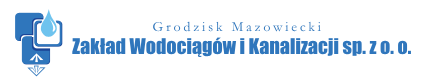 Grodzisk Mazowiecki
Zakład Wodociągów i Kanalizacji sp. z o. o.